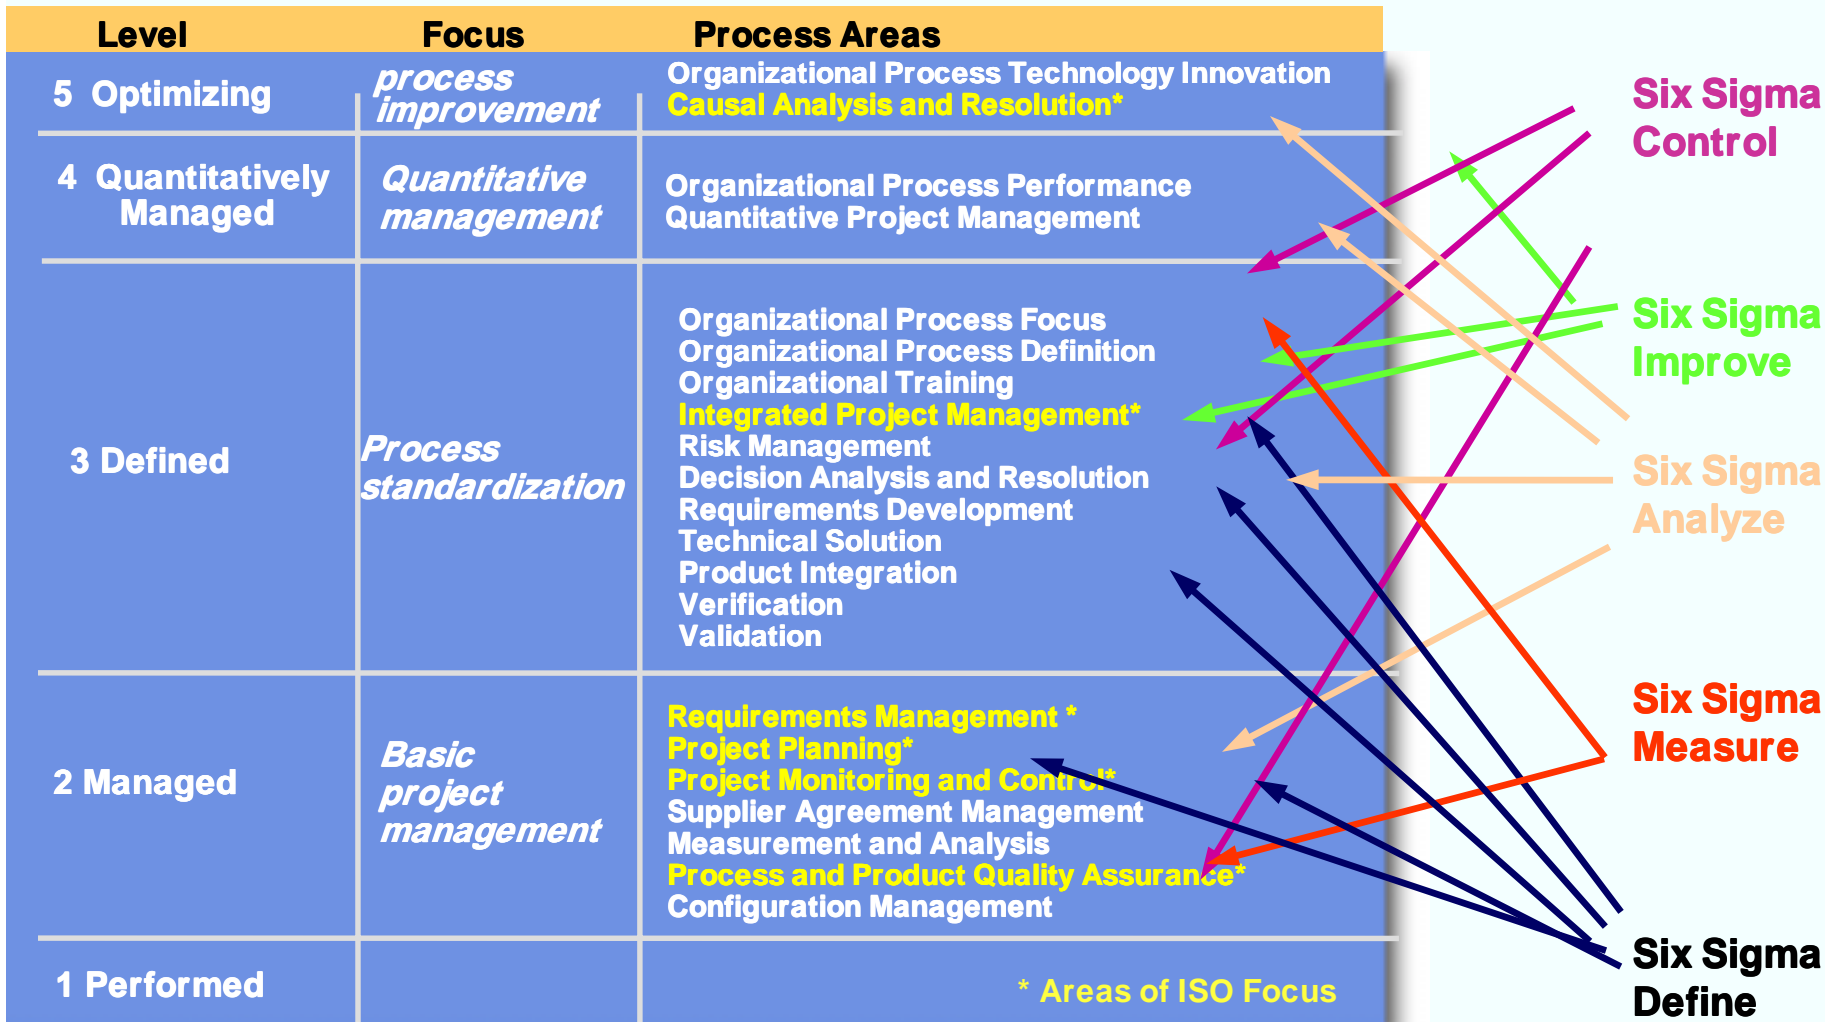 Level Focus Process Areas
5 Optimizing
process
improvement
Organizational Process Technology Innovation
Causal Analysis and Resolution*
4 Quantitatively
Managed
Quantitative
management
Organizational Process Performance
Quantitative Project Management
3 Defined
Process
standardization
Organizational Process Focus
Organizational Process Definition
Organizational Training
Integrated Project Management*
Risk Management
Decision Analysis and Resolution
Requirements Development
Technical Solution
Product Integration
Verification
Validation
2 Managed
Basic
project
management
Requirements Management *
Project Planning*
Project Monitoring and Control*
Supplier Agreement Management
Measurement and Analysis
Process and Product Quality Assurance*
Configuration Management
1 Performed
* Areas of ISO Focus
Six Sigma
Control
Six Sigma
Improve
Six Sigma
Analyze
Six Sigma
Measure
Six Sigma
Define